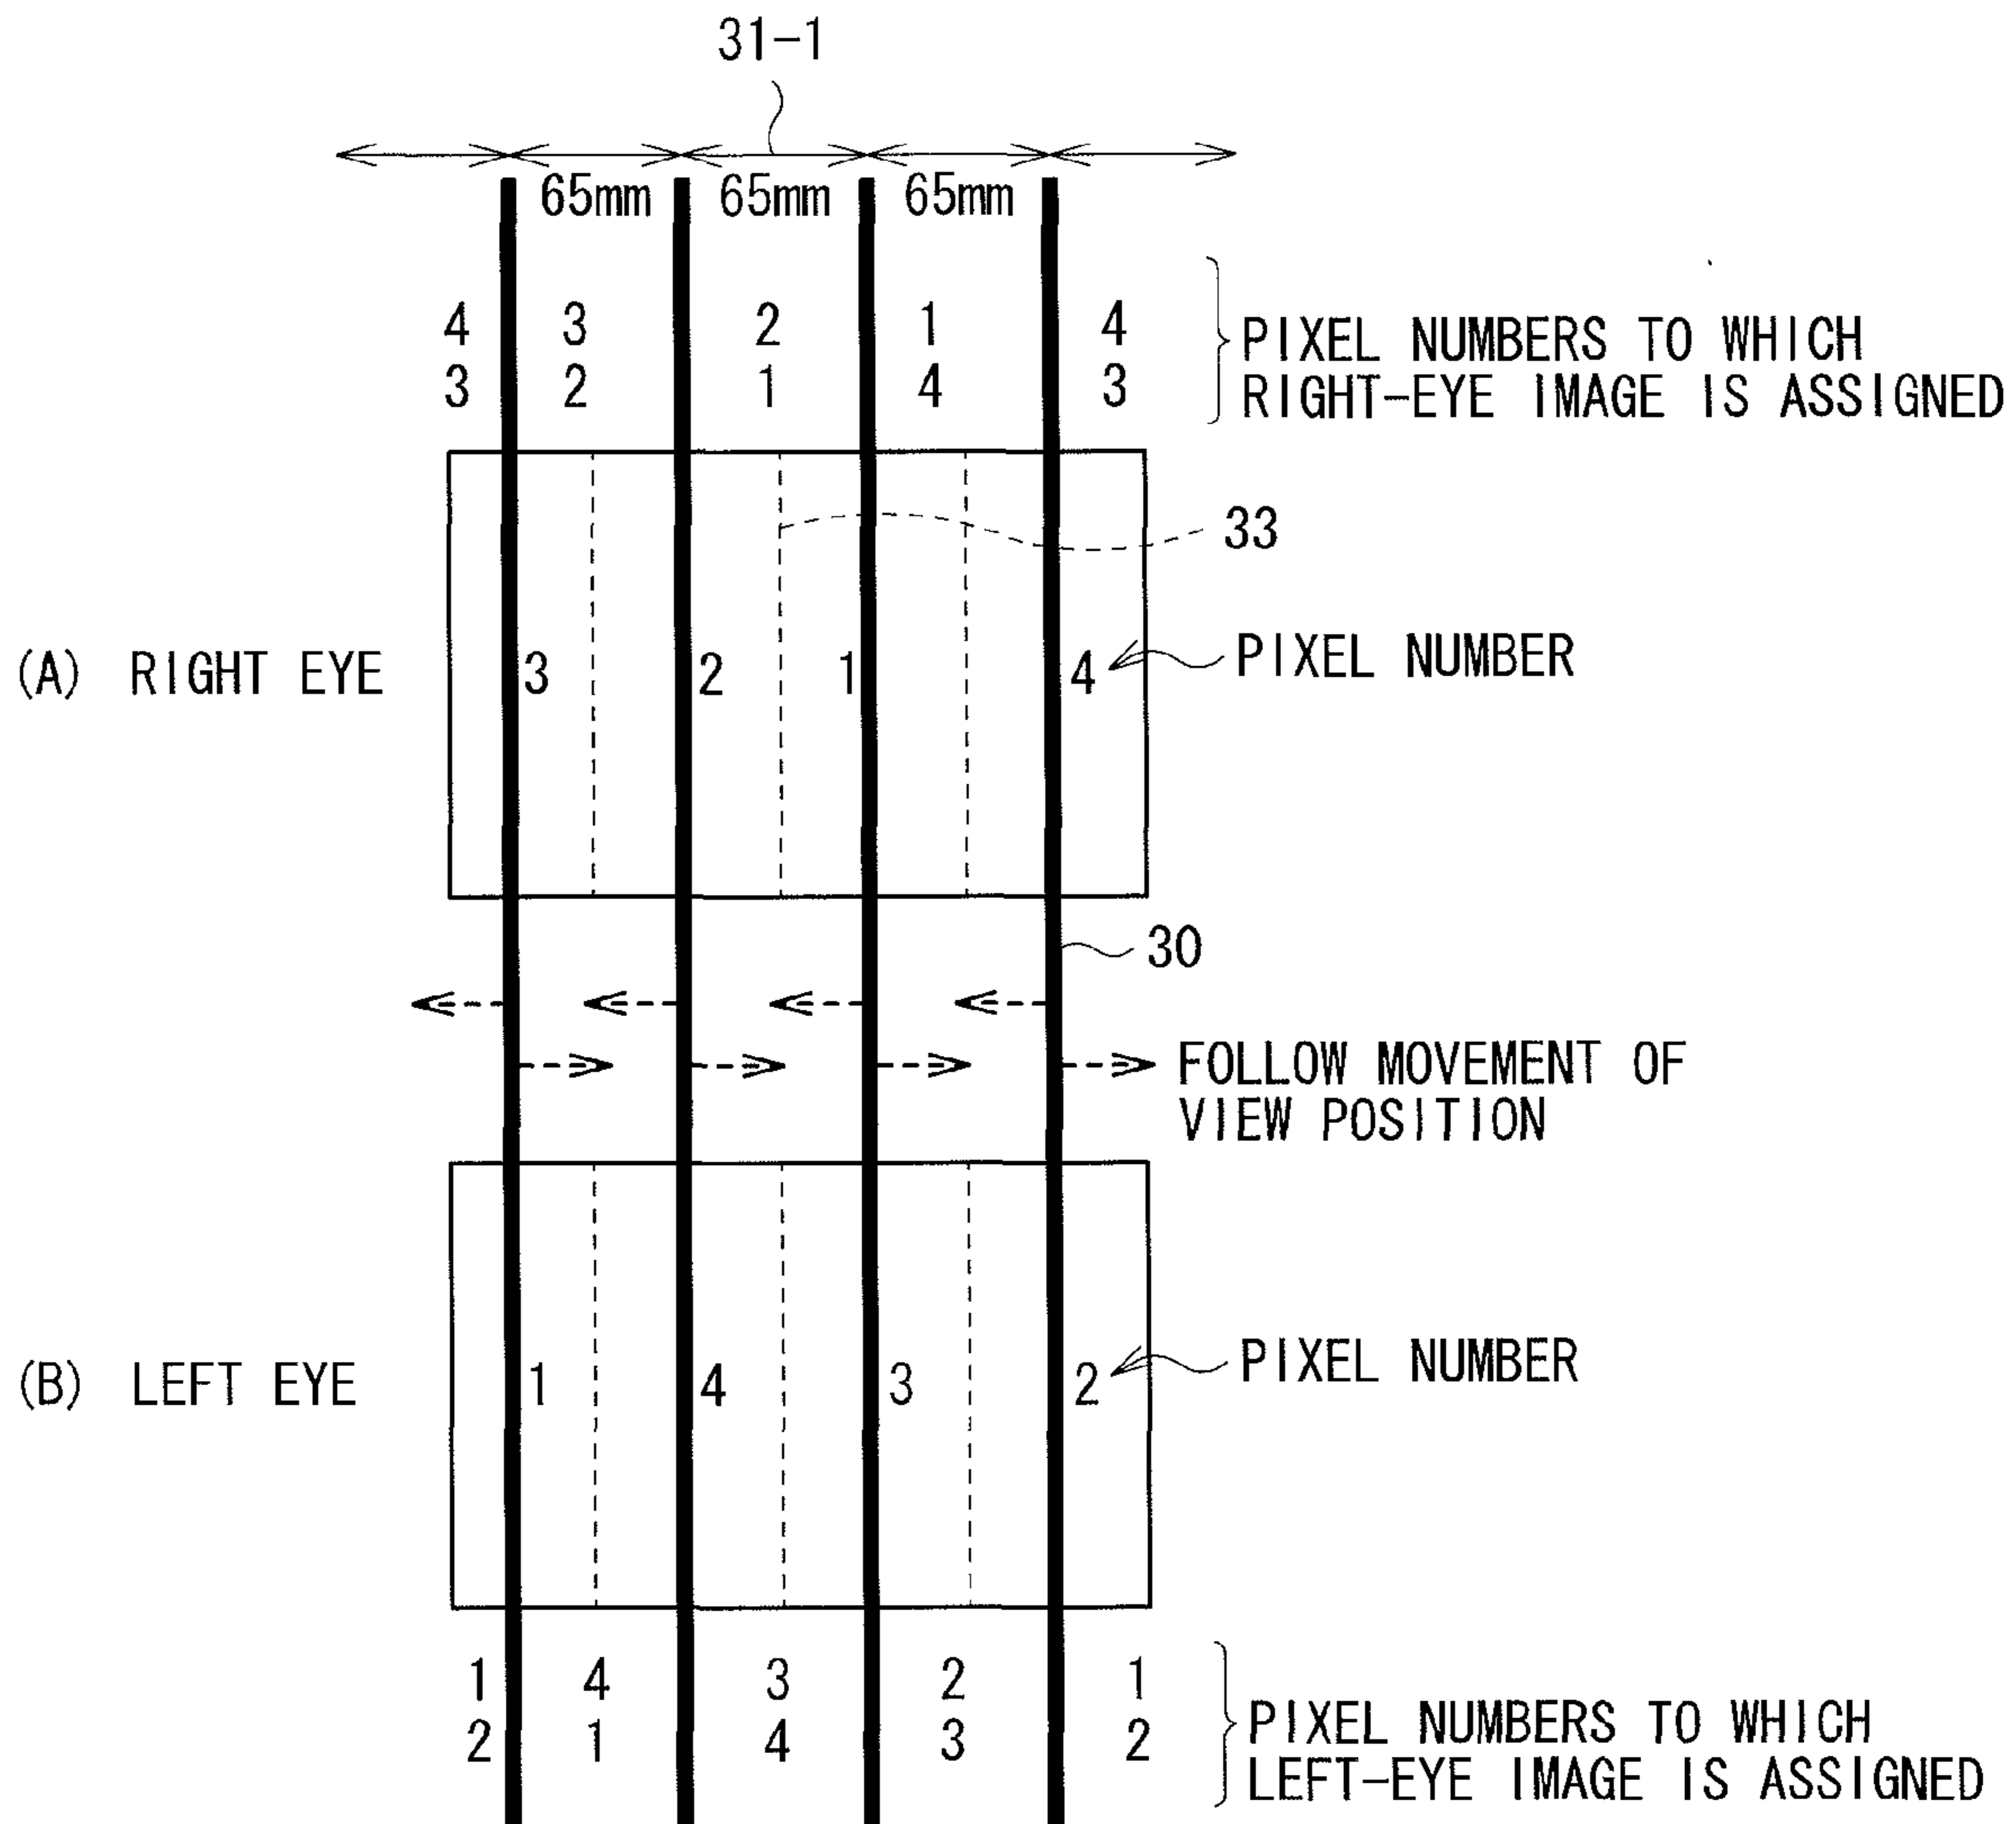 31-1
65mm 65mm 65mm
4 3 2 1 4
3 2 1 4 3
PIXEL NUMBERS TO WHICH
RIGHT-EYE IMAGE IS ASSIGNED
33
(A) RIGHT EYE
3 2 1 4
PIXEL NUMBER
30
FOLLOW MOVEMENT OF
VIEW POSITION
(B) LEFT EYE
1 4 3 2
PIXEL NUMBER
1 4 3 2 1
2 1 4 3 2
PIXEL NUMBERS TO WHICH
LEFT-EYE IMAGE IS ASSIGNED